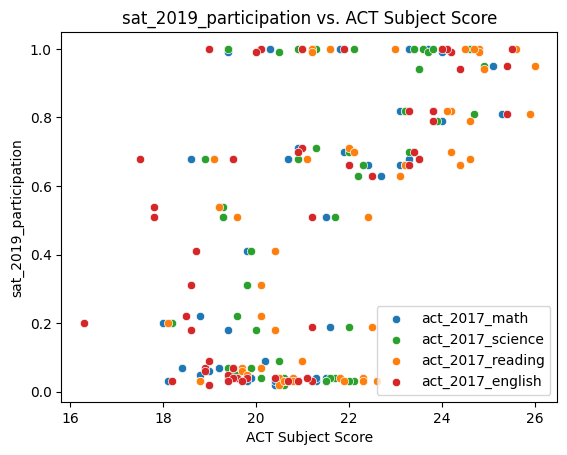 sat_2019_participation vs. ACT Subject Score
sat_2019_participation
1.0
0.8
0.6
0.4
0.2
0.0
act_2017_math
act_2017_science
act_2017_reading
act_2017_english
16 18 20 22 24 26
ACT Subject Score